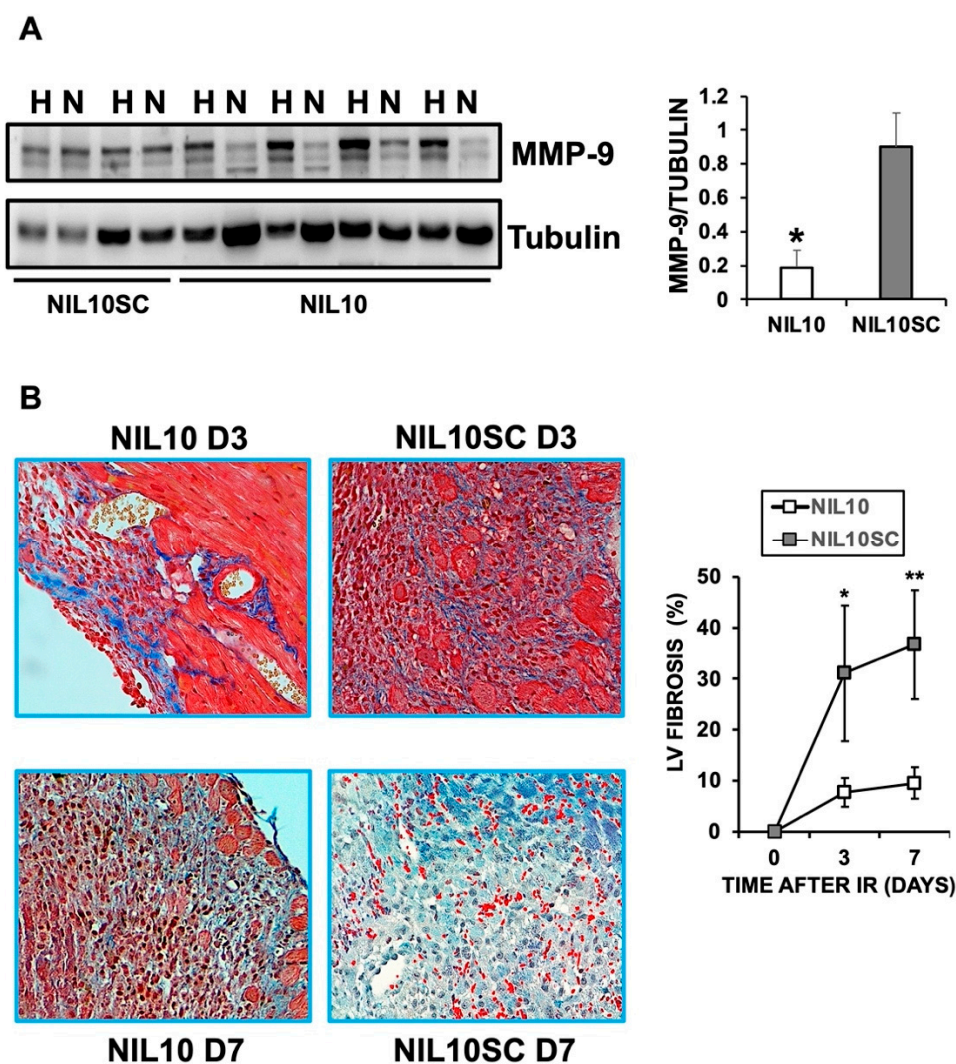 A
H N H N H N H N H N H N
MMP-9
Tubulin
NIL10SC NIL10
MMP-9/TUBULIN
1.2
1
0.8
0.6
0.4
0.2
0
*
NIL10 NIL10SC
B
NIL10 D3 NIL10SC D3
NIL10 D7 NIL10SC D7
NIL10
NIL10SC
LV FIBROSIS (%)
50
40
30
20
10
0
* **
0 3 7
TIME AFTER IR (DAYS)